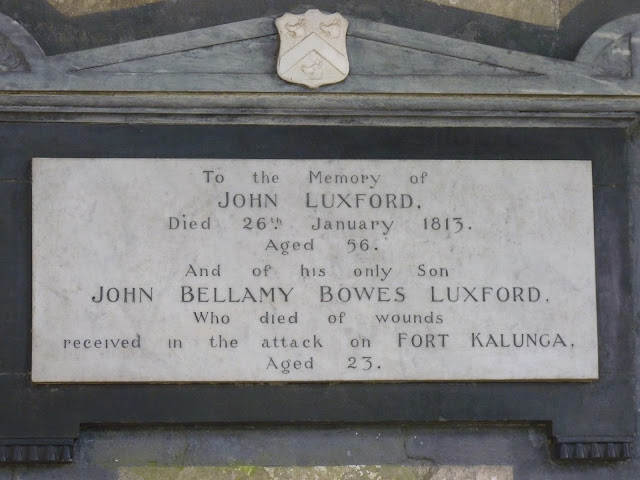 To the Memory of
JOHN LUXFORD.
Died 26th. January 1813.
Aged 56.
And of his only Son
JOHN BELLAMY BOWES LUXFORD,
Who died of wounds
received in the attack on FORT KALUNGA.
Aged 23.